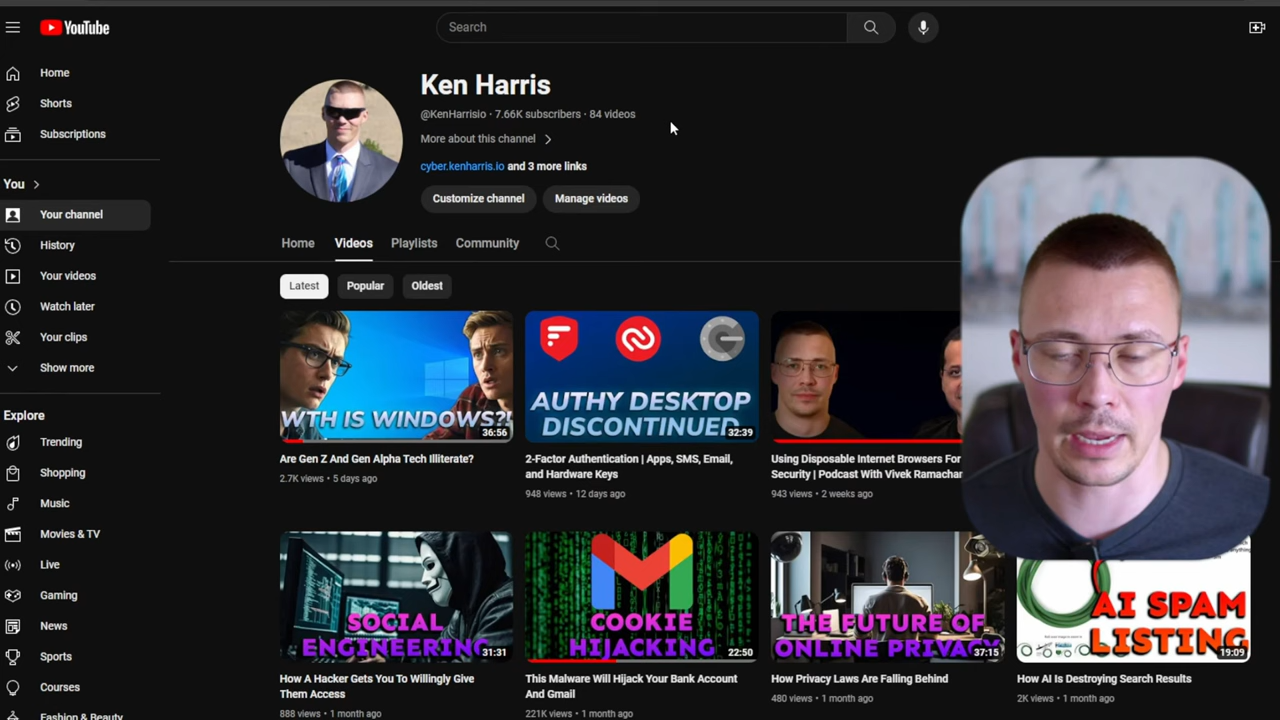 YouTube
Search
Home
Shorts
Subscriptions
You
Your channel
History
Your videos
Watch later
Your clips
Show more
Explore
Trending
Shopping
Music
Movies & TV
Live
Gaming
News
Sports
Courses
Fashion & Beauty
Ken Harris
@KenHarrisio · 7.66K subscribers · 84 videos
More about this channel
cyber.kenharris.io and 3 more links
Customize channel
Manage videos
Home
Videos
Playlists
Community
Latest
Popular
Oldest
WTH IS WINDOWS?!
36:56
Are Gen Z And Gen Alpha Tech Illiterate?
2.7K views • 5 days ago
AUTHY DESKTOP
DISCONTINUED
32:39
2-Factor Authentication | Apps, SMS, Email,
and Hardware Keys
948 views • 12 days ago
Using Disposable Internet Browsers For
Security | Podcast With Vivek Ramachan
943 views • 2 weeks ago
SOCIAL
ENGINEERING
31:31
How A Hacker Gets You To Willingly Give
Them Access
888 views • 1 month ago
COOKIE
HIJACKING
22:50
This Malware Will Hijack Your Bank Account
And Gmail
221K views • 1 month ago
THE FUTURE OF
ONLINE PRIVAC
37:15
How Privacy Laws Are Falling Behind
480 views • 1 month ago
AI SPAM
LISTING
19:09
How AI Is Destroying Search Results
2K views • 1 month ago